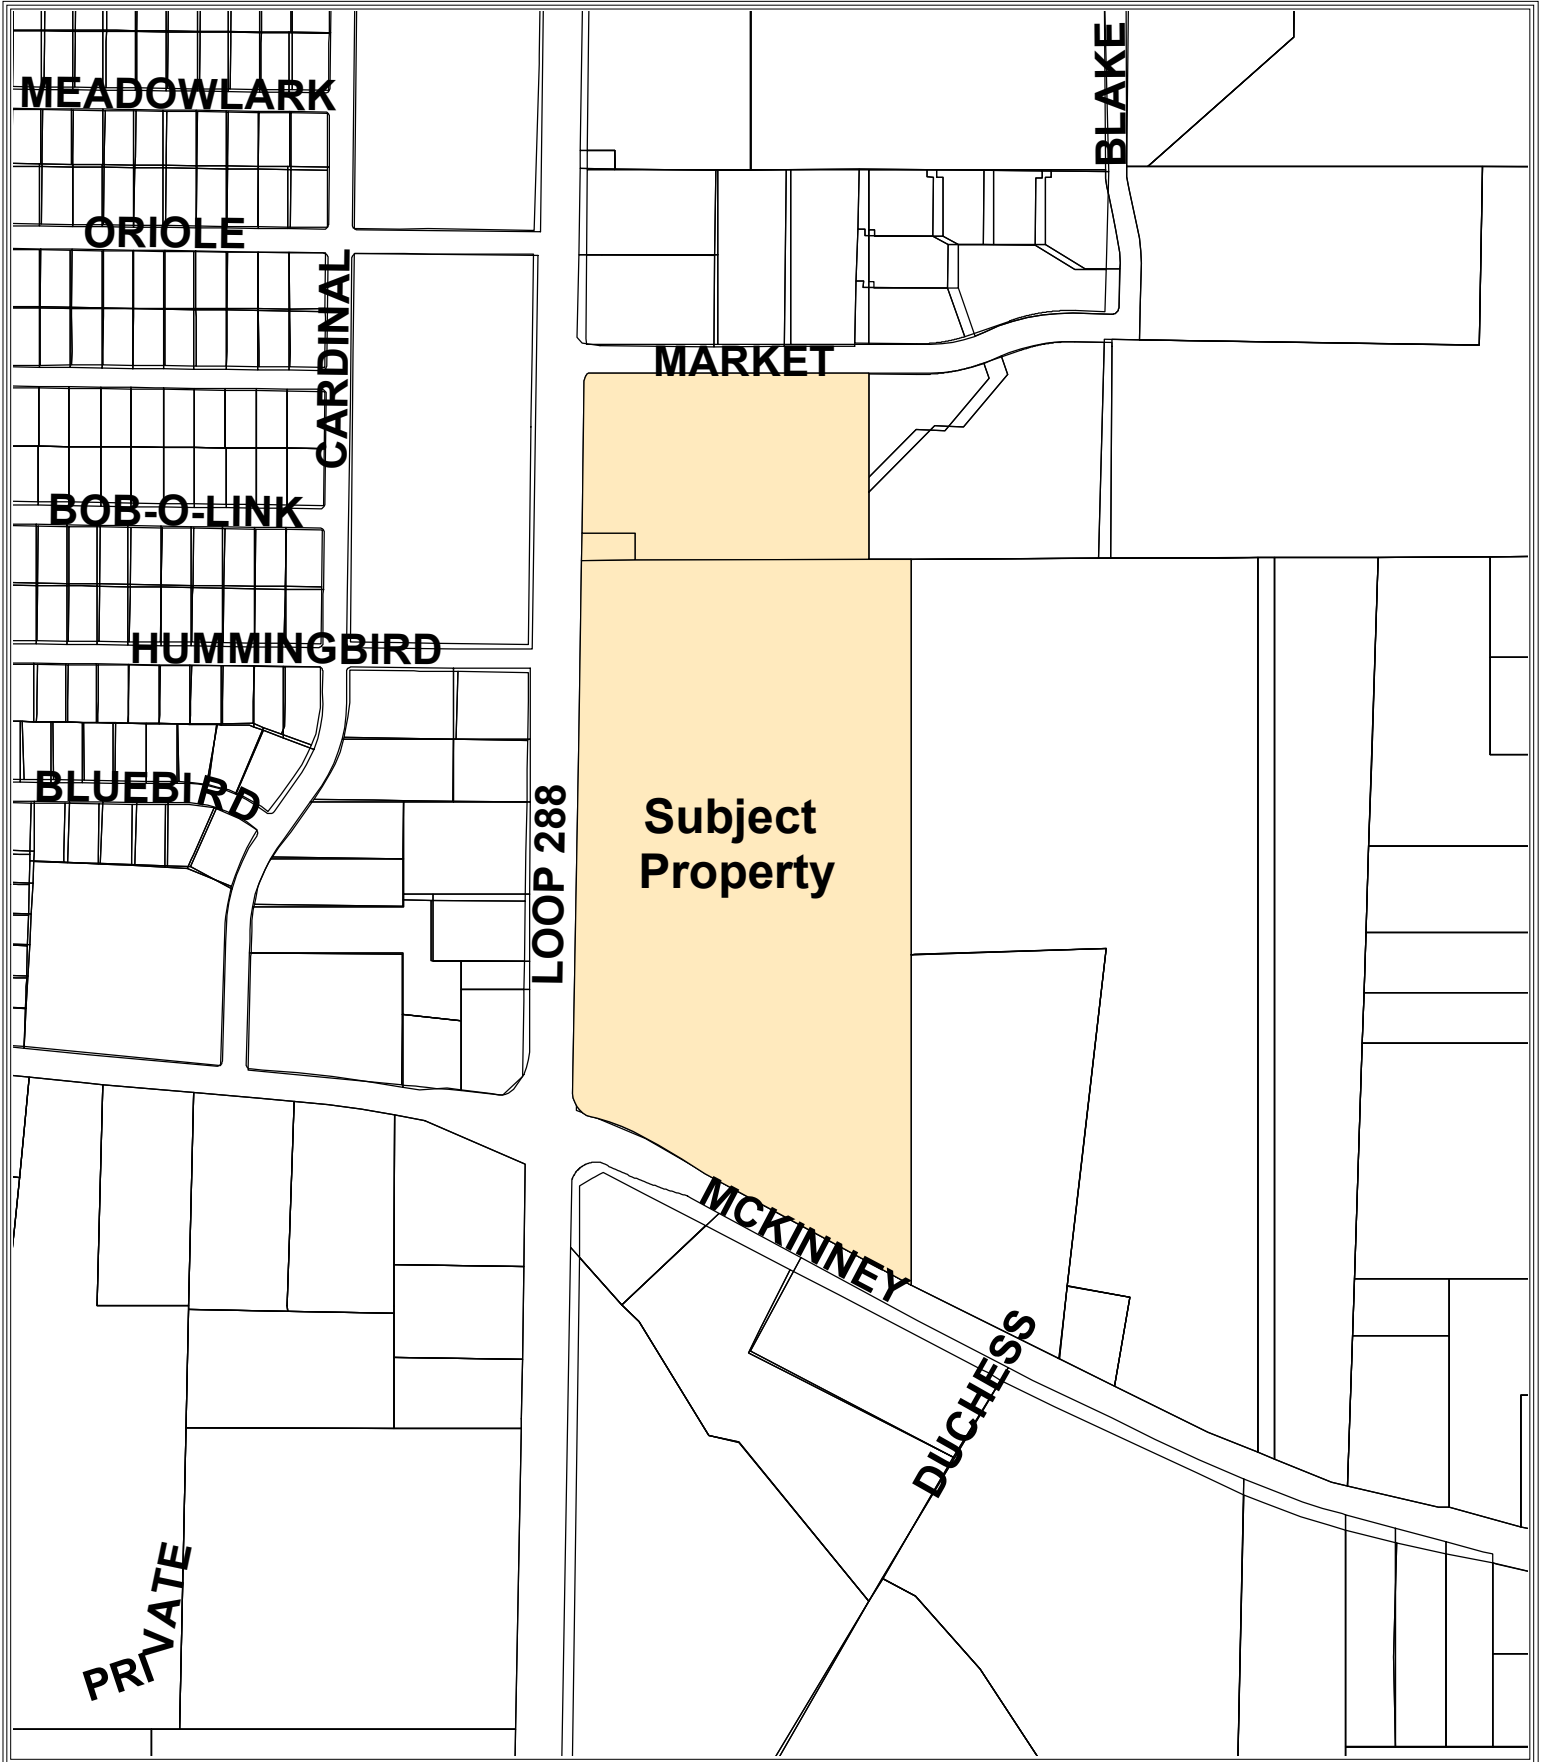 MEADOWLARK
BLAKE
ORIOLE
CARDINAL
MARKET
BOB-O-LINK
HUMMINGBIRD
BLUEBIRD
LOOP 288
Subject
Property
MCKINNEY
DUCHESS
PRIVATE